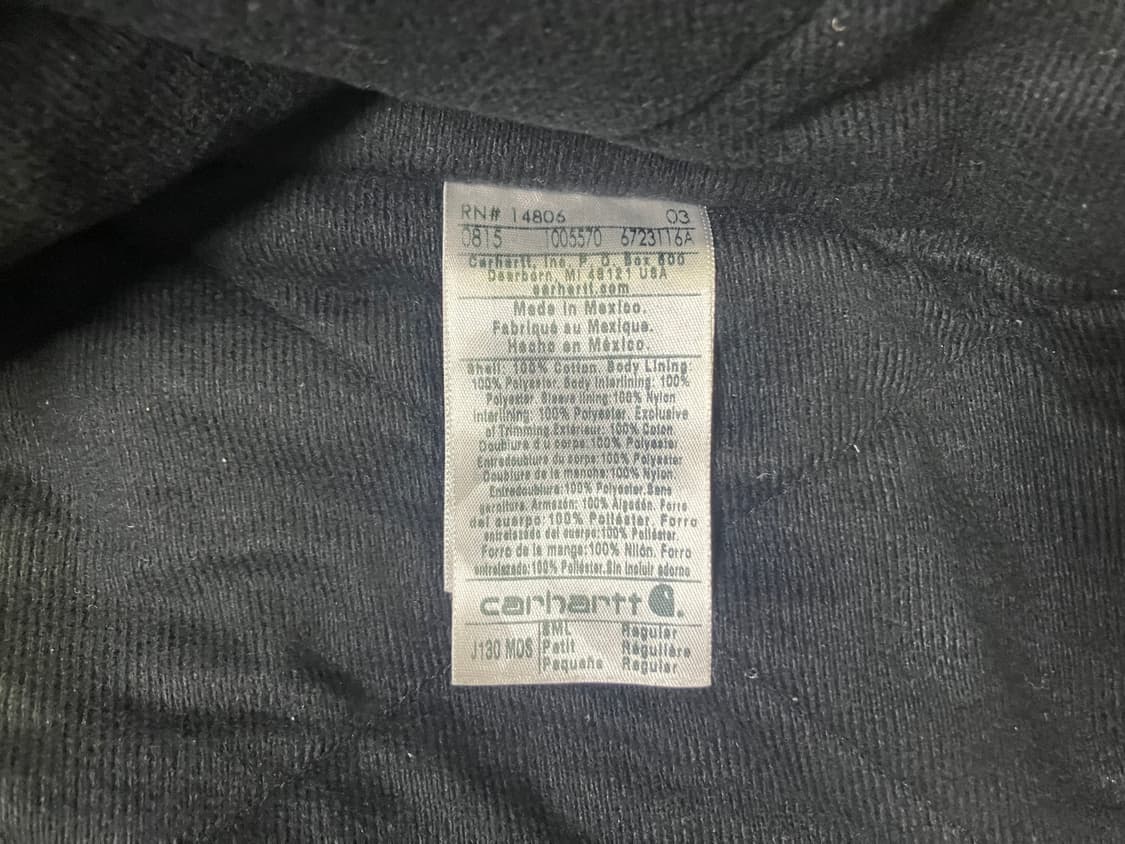 RN# 14806 03
0815 1005570 6723116A
Carhartt, Inc. P. O. Box 600
Dearborn, MI 48121 USA
carhartt.com
Made in Mexico.
Fabriqué au Mexique.
Hecho en México.
Shell: 100% Cotton. Body Lining:
100% Polyester. Body Interlining: 100%
Polyester. Sleeve lining:100% Nylon
Interlining: 100% Polyester. Exclusive
of Trimming.Extérieur: 100% Coton.
Doublure du corps:100% Polyester
Entredoublure du corps:100% Polyester
Doublure de la manche:100% Nylon.
Entredoublure:100% Polyester.Sans
garniture. Armazón: 100% Algodón. Forro
del cuerpo:100% Poliéster. Forro
entrelazado del cuerpo:100% Poliéster.
Forro de la manga:100% Nilón. Forro
entrelazado:100% Poliéster.Sin incluir adorno
carhartt
J130 MOS
SML Regular
Petit Régulière
Pequeño Regular